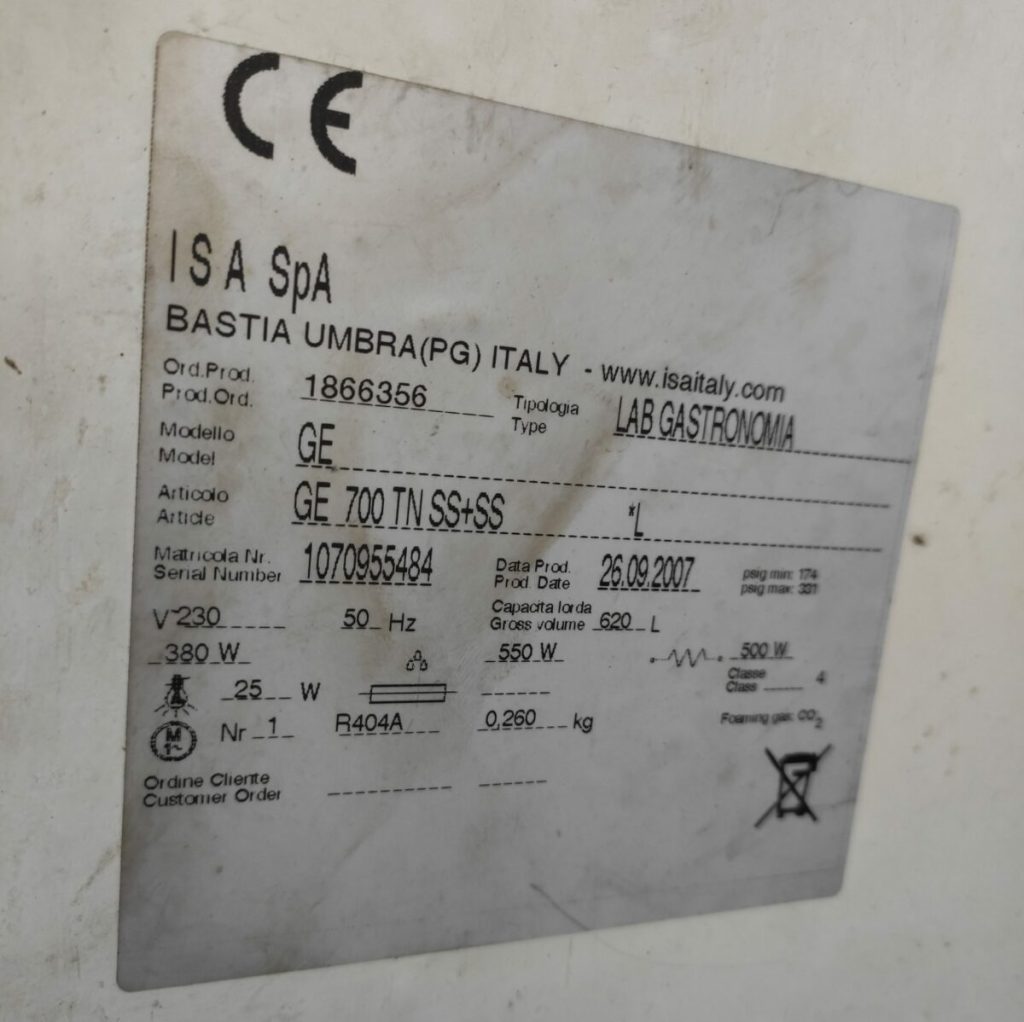 CE
ISA SpA
BASTIA UMBRA(PG) ITALY - www.isaitaly.com
Ord.Prod.
Prod.Ord. 1866356 Tipologia
Type LAB GASTRONOMIA
Modello
Model GE
Articolo
Article GE 700 TN SS+SS *L
Matricola Nr.
Serial Number 1070955484 Data Prod.
Prod. Date 26.09.2007 psig min: 174
psig max: 331
V~230 50 Hz Capacita lorda
Gross volume 620 L
380 W 550 W 500 W
25 W Classe
Class 4
M
1~ Nr 1 R404A 0,260 kg Foaming gas: CO2
Ordine Cliente
Customer Order